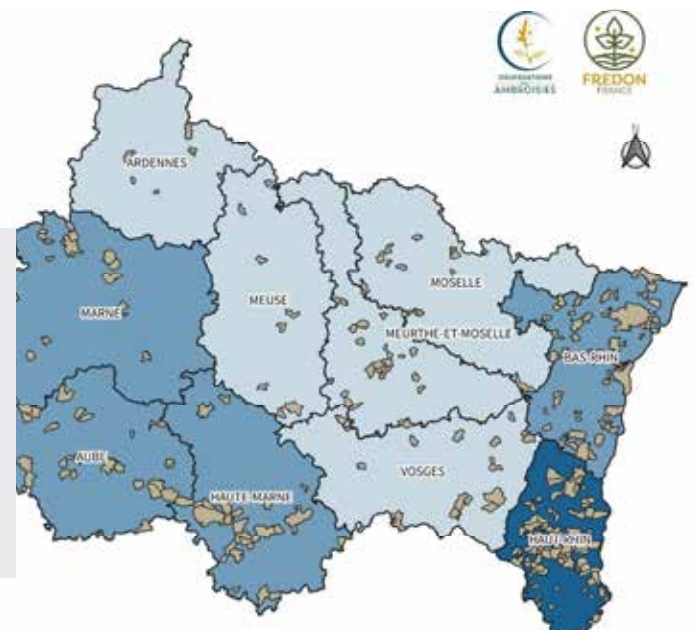 OBSERVATOIRE
DES
AMBROISIES
FREDON
FRANCE
N
ARDENNES
MOSELLE
MEUSE
MARNE
MEURTHE-ET-MOSELLE
BAS-RHIN
AUBE
VOSGES
HAUTE-MARNE
HAUT-RHIN